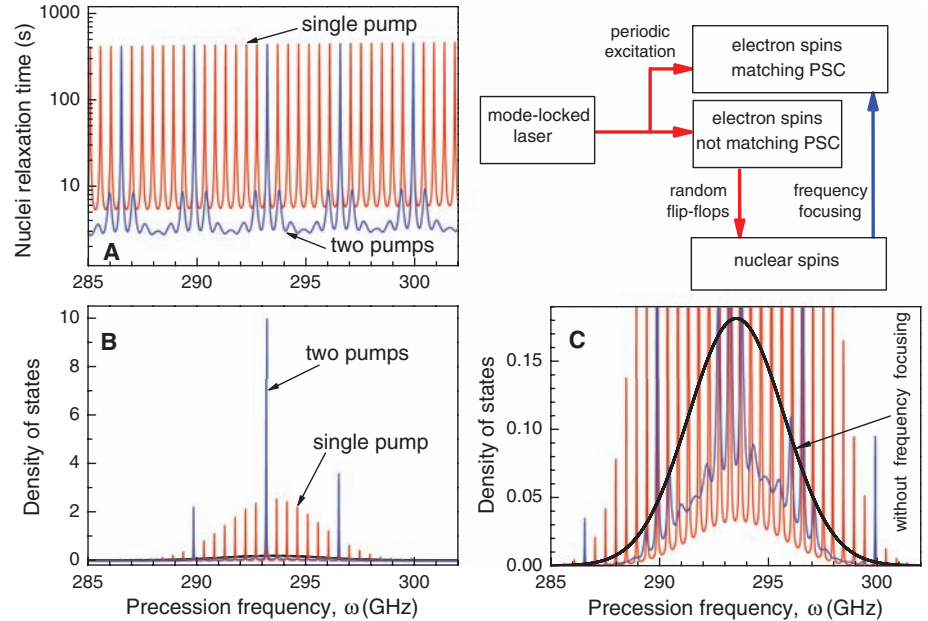 Nuclei relaxation time (s)
1000
100
10
single pump
two pumps
A
285
290
295
300
mode-locked
laser
periodic
excitation
electron spins
matching PSC
electron spins
not matching PSC
random
flip-flops
frequency
focusing
nuclear spins
Density of states
10
8
6
4
2
0
B
two pumps
single pump
285
290
295
300
Precession frequency, ω (GHz)
Density of states
0.15
0.10
0.05
0.00
C
without frequency focusing
285
290
295
300
Precession frequency, ω (GHz)